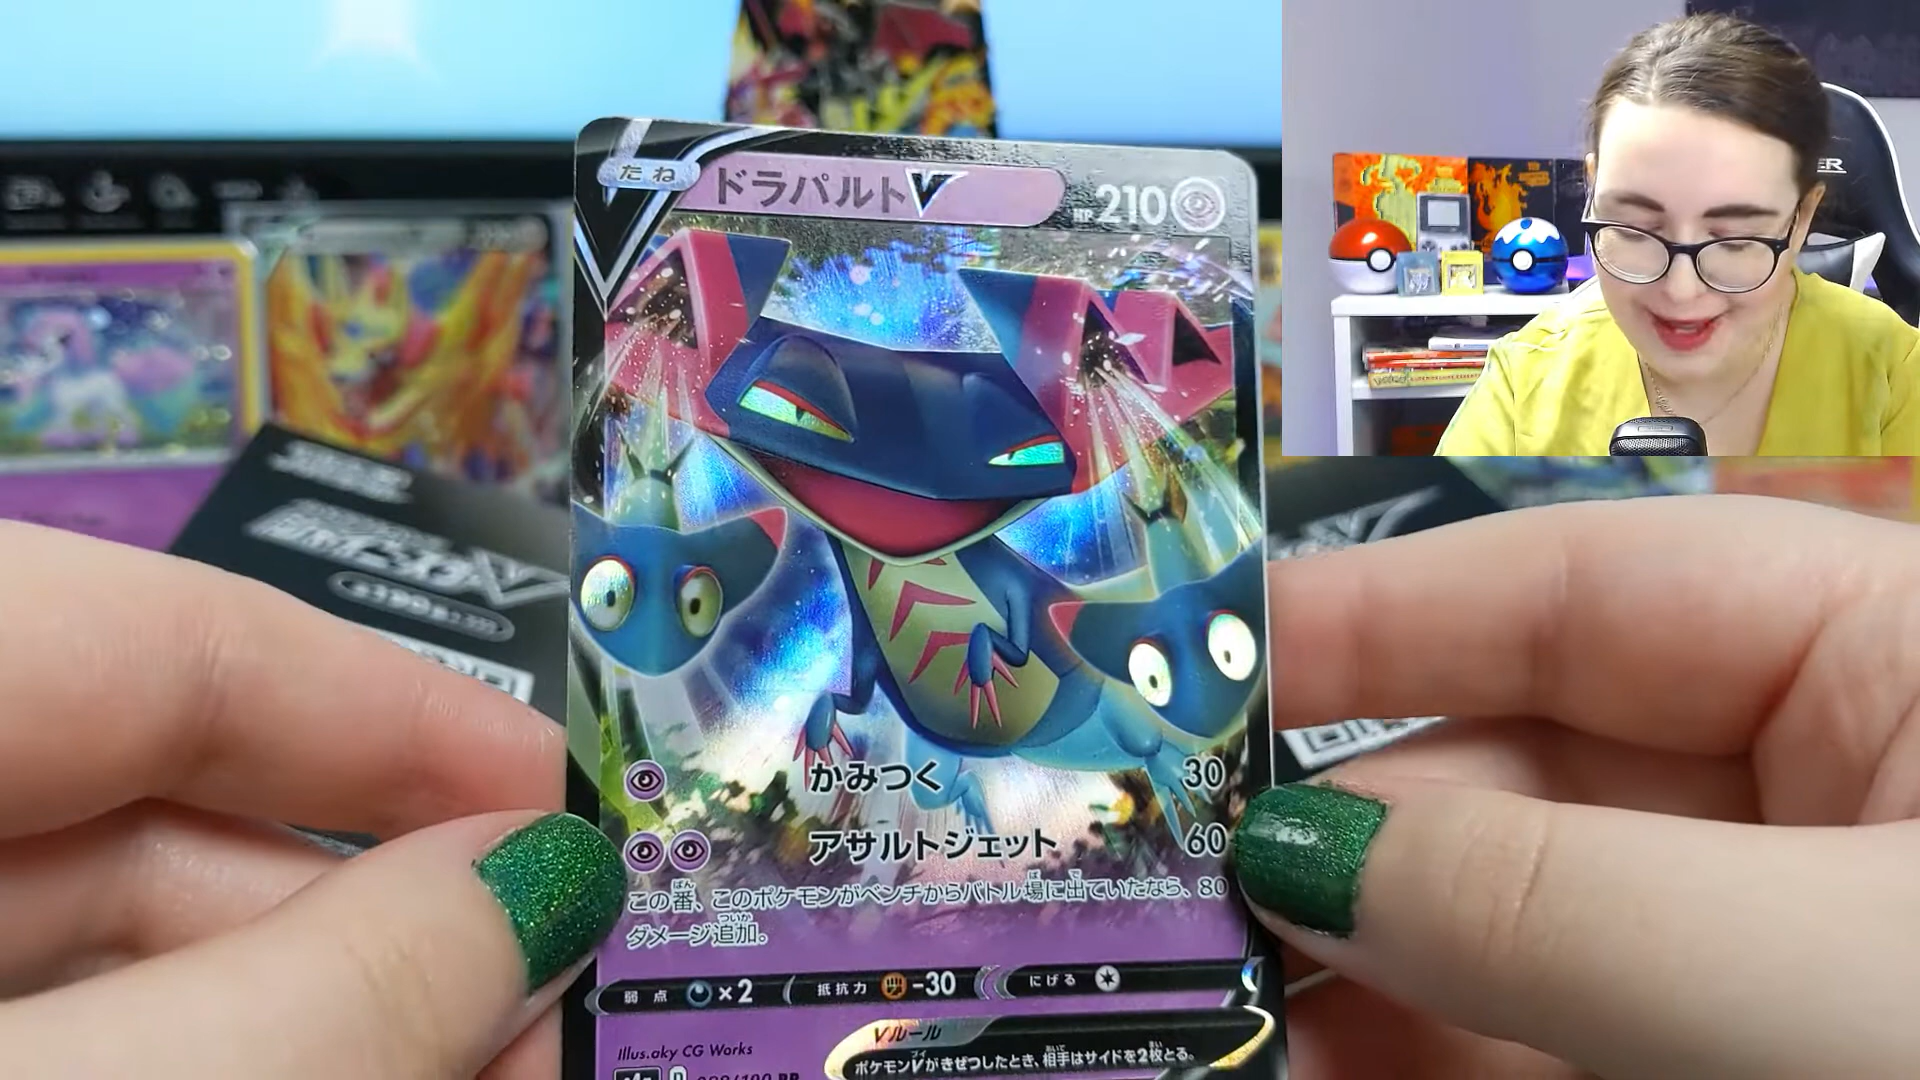 たね
ドラパルトV
HP 210
ER
かみつく 30
アサルトジェット 60
この番、このポケモンがベンチからバトル場に出ていたなら、80
ダメージ追加。
弱点 ×2 抵抗力 -30 にげる
Vルール
ポケモンVがきぜつしたとき、相手はサイドを2枚とる。
Illus.aky CG Works